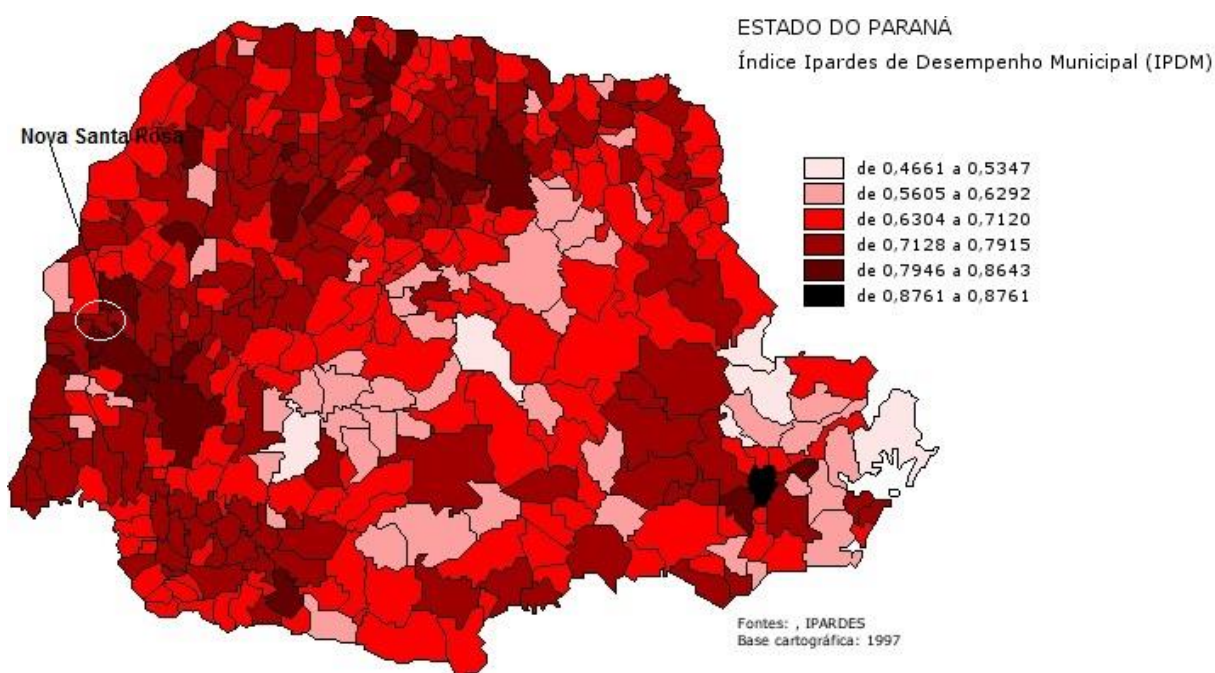 ESTADO DO PARANÁ
Índice Ipardes de Desempenho Municipal (IPDM)
Nova Santa Rosa
de 0,4661 a 0,5347
de 0,5605 a 0,6292
de 0,6304 a 0,7120
de 0,7128 a 0,7915
de 0,7946 a 0,8643
de 0,8761 a 0,8761
Fontes: , IPARDES
Base cartográfica: 1997